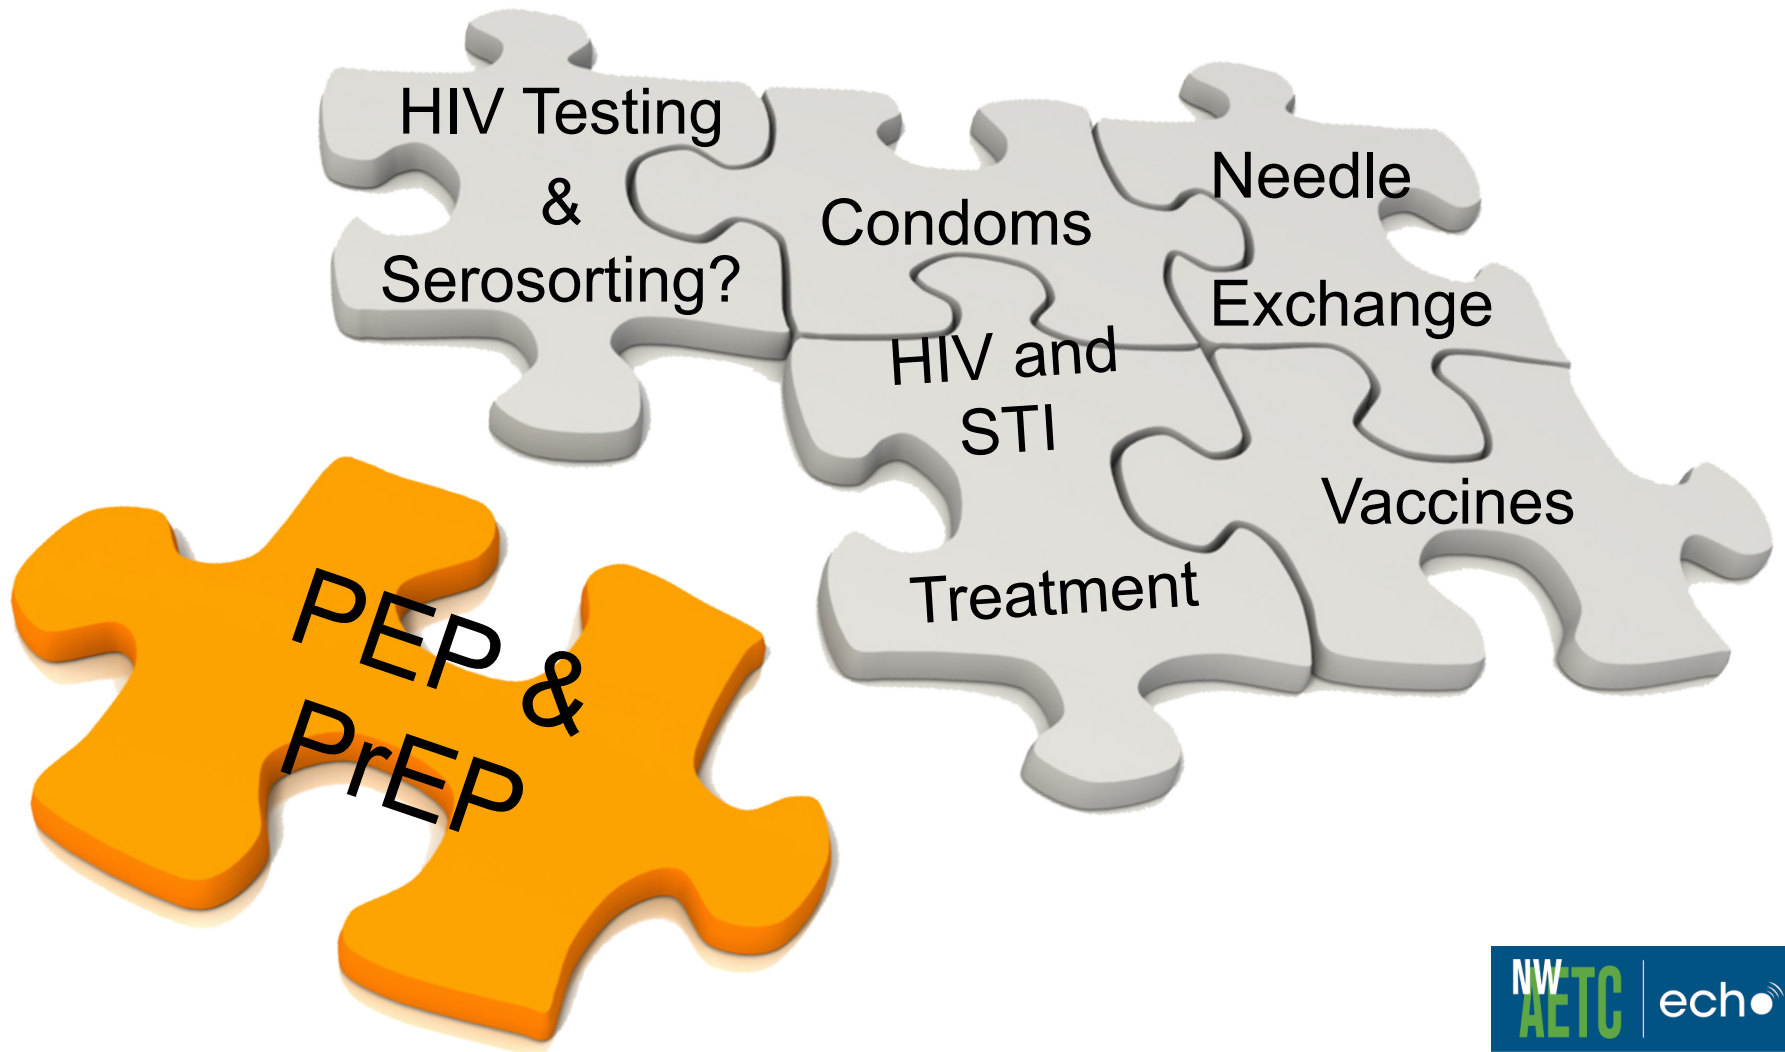 HIV Testing
&
Serosorting?
Condoms
Needle
Exchange
HIV and
STI
Treatment
Vaccines
PEP &
PrEP
NW
AETC
echo